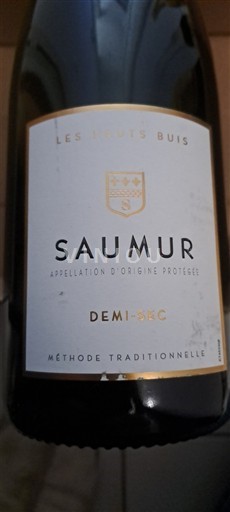 LES HAUTS BUIS
S
SAUMUR
APPELLATION D'ORIGINE PROTÉGÉE
DEMI-SEC
MÉTHODE TRADITIONNELLE